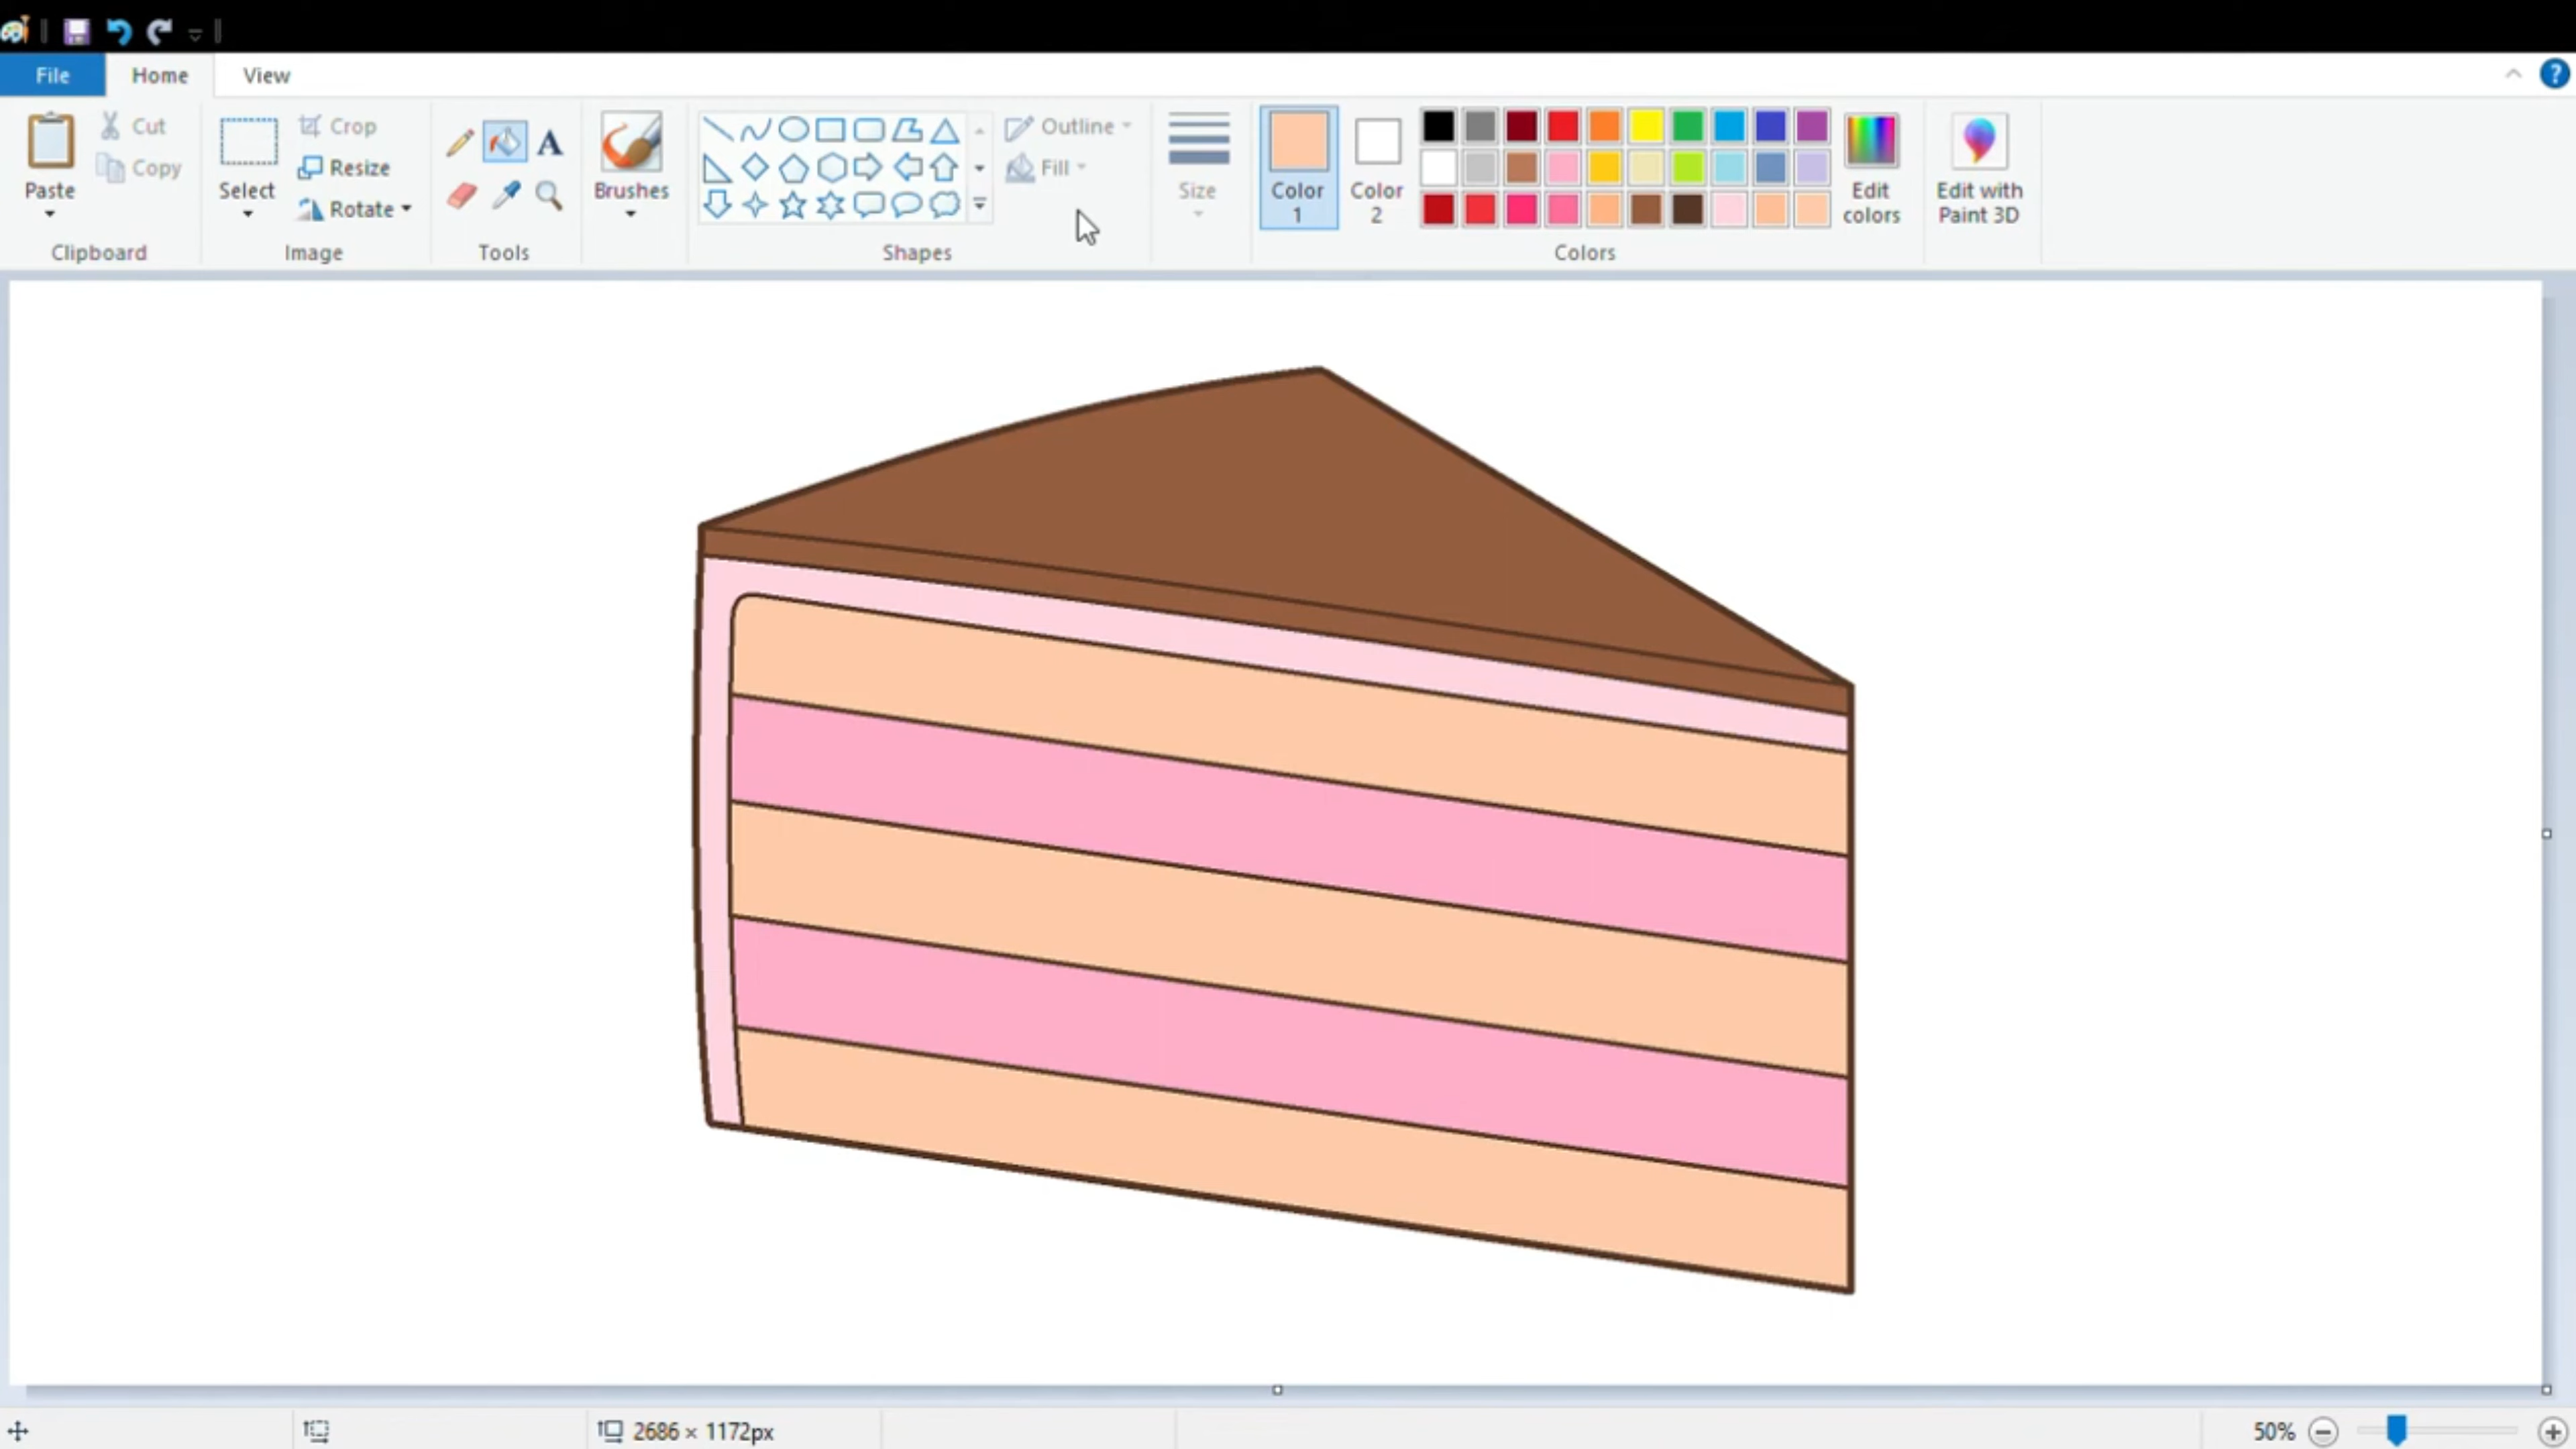 File Home View
Paste
Cut
Copy
Clipboard
Select
Crop
Resize
Rotate
Image
A
Tools
Brushes
Shapes
Outline
Fill
Size
Color
1
Color
2
Colors
Edit
colors
Edit with
Paint 3D
?
2686 × 1172px
50%